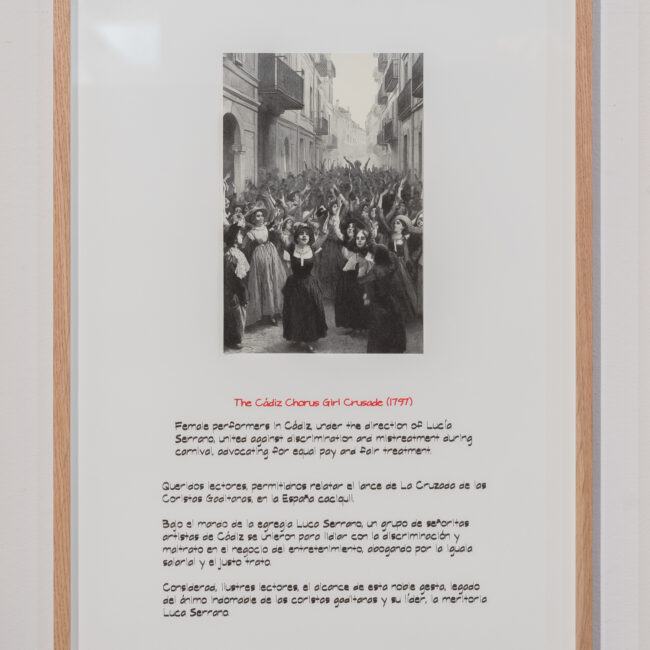 The Cádiz Chorus Girl Crusade (1797)
Female performers in Cádiz, under the direction of Lucía
Serrano, united against discrimination and mistreatment during
carnival, advocating for equal pay and fair treatment.
Queridos lectores, permitidnos relatar el lance de La Cruzada de las
Coristas Gaditanas, en la España caciquil.
Bajo el mando de la egregia Luca Serrano, un grupo de señoritas
artistas de Cádiz se unieron para lidiar con la discriminación y
maltrato en el negocio del entretenimiento, abogando por la iguala
salarial y el justo trato.
Considerad, ilustres lectores, el alcance de esta noble gesta, legado
del ánimo indomable de las coristas gaditanas y su líder, la meritoria
Luca Serrano.